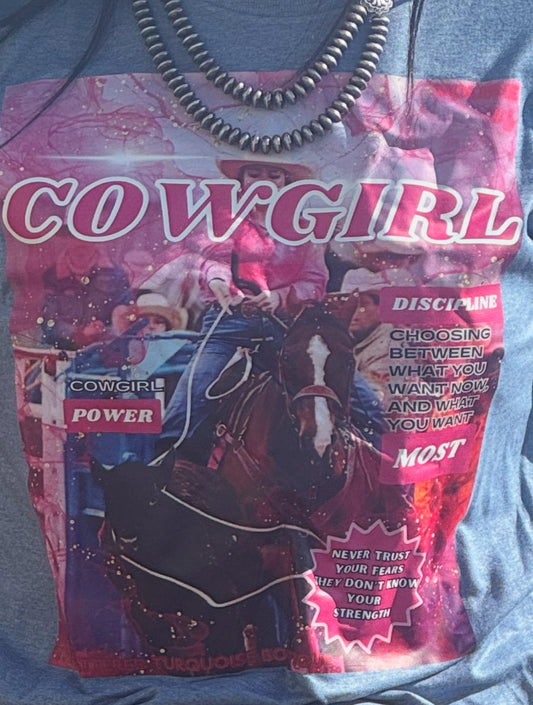 COWGIRL
DISCIPLINE
CHOOSING
BETWEEN
WHAT YOU
WANT NOW,
AND WHAT
YOU WANT
MOST
COWGIRL
POWER
NEVER TRUST
YOUR FEARS
THEY DON'T KNOW
YOUR
STRENGTH
TURQUOISE